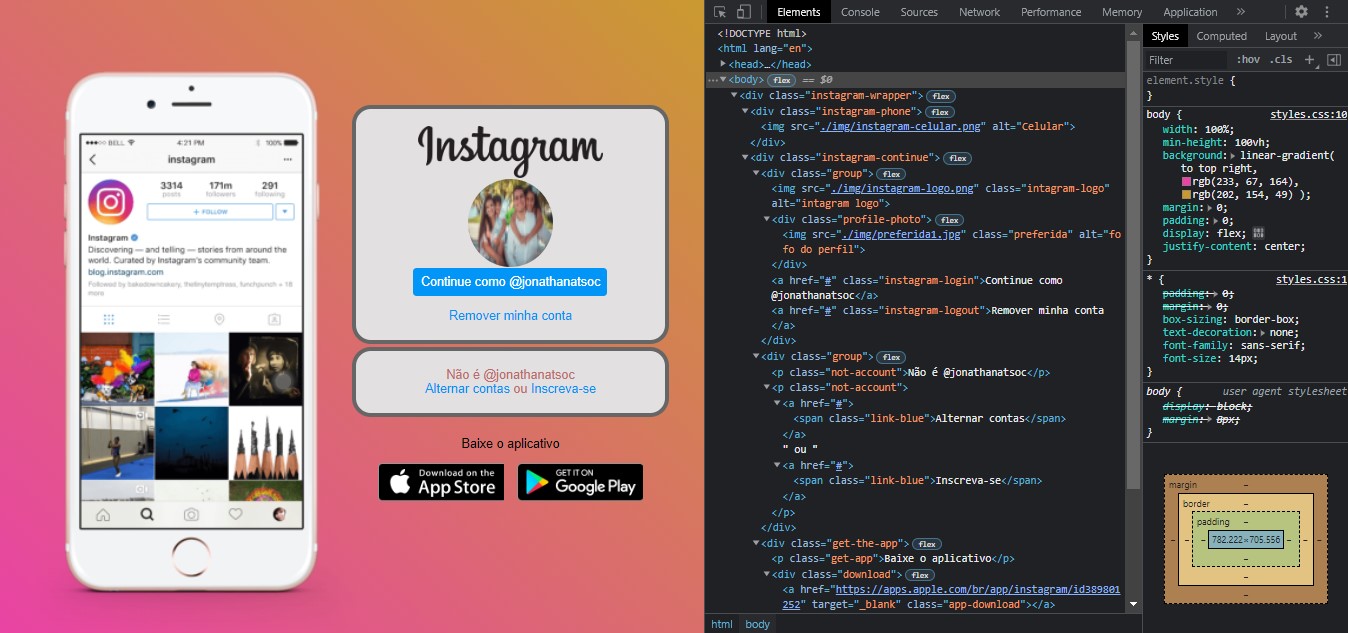 BELL
4:21 PM
100%
instagram
3314
171m
291
posts
followers
following
+ FOLLOW
Instagram
Discovering — and telling — stories from around the
world. Curated by Instagram's community team.
blog.instagram.com
Followed by bakedowncakery, thetinytemptress, lunchpunch + 18
more
Instagram
Continue como @jonathanatsoc
Remover minha conta
Não é @jonathanatsoc
Alternar contas ou Inscreva-se
Baixe o aplicativo
Download on the
App Store
GET IT ON
Google Play
Elements Console Sources Network Performance Memory Application »
<!DOCTYPE html>
<html lang="en">
<head>…</head>
… <body> flex == $0
<div class="instagram-wrapper"> flex
<div class="instagram-phone"> flex
<img src="./img/instagram-celular.png" alt="Celular">
</div>
<div class="instagram-continue"> flex
<div class="group"> flex
<img src="./img/instagram-logo.png" class="intagram-logo"
alt="intagram logo">
<div class="profile-photo"> flex
<img src="./img/preferida1.jpg" class="preferida" alt="fo
fo do perfil">
</div>
<a href="#" class="instagram-login">Continue como
@jonathanatsoc</a>
<a href="#" class="instagram-logout">Remover minha conta
</a>
</div>
<div class="group"> flex
<p class="not-account">Não é @jonathanatsoc</p>
<p class="not-account">
<a href="#">
<span class="link-blue">Alternar contas</span>
</a>
" ou "
<a href="#">
<span class="link-blue">Inscreva-se</span>
</a>
</p>
</div>
<div class="get-the-app"> flex
<p class="get-app">Baixe o aplicativo</p>
<div class="download"> flex
<a href="https://apps.apple.com/br/app/instagram/id389801
252" target="_blank" class="app-download"></a>
html body
Styles Computed Layout »
Filter :hov .cls +
element.style {
}
body { styles.css:10
width: 100%;
min-height: 100vh;
background: linear-gradient(
to top right,
rgb(233, 67, 164),
rgb(202, 154, 49) );
margin: 0;
padding: 0;
display: flex;
justify-content: center;
}
* { styles.css:1
padding: 0;
margin: 0;
box-sizing: border-box;
text-decoration: none;
font-family: sans-serif;
font-size: 14px;
}
body { user agent stylesheet
display: block;
margin: 8px;
}
margin –
border –
padding –
– – – 782.222×705.556 – – –
–
–
–